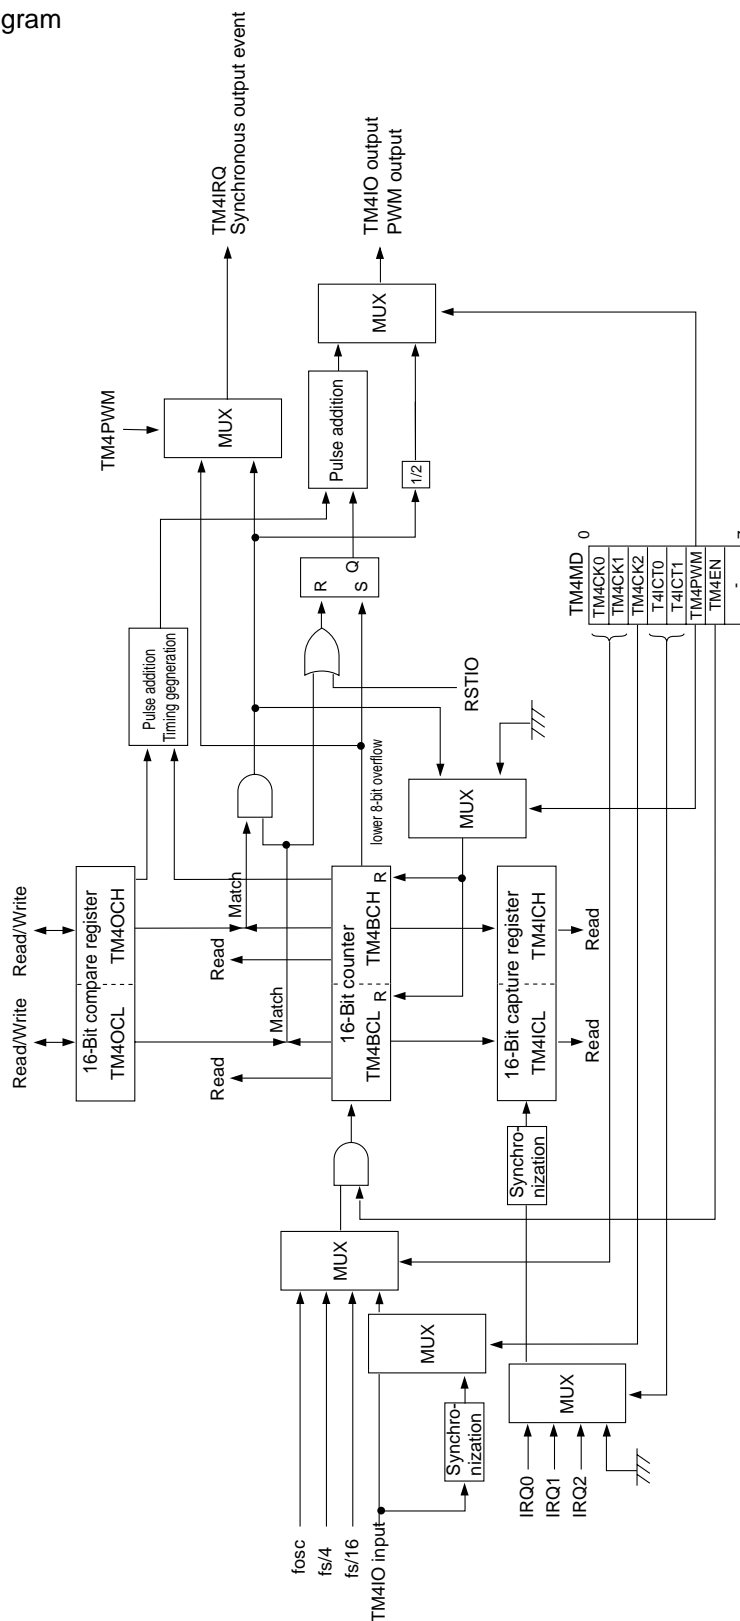 gram
TM4IRQ
Synchronous output event
TM4IO output
PWM output
MUX
MUX
TM4PWM
Pulse addition
1/2
Pulse addition
Timing gegneration
R
S
Q
RSTIO
TM4MD
0
TM4CK0
TM4CK1
TM4CK2
T4ICT0
T4ICT1
TM4PWM
TM4EN
-
lower 8-bit overflow
MUX
Match
Match
Read/Write
Read/Write
16-Bit compare register
TM4OCL
TM4OCH
Read
Read
16-Bit counter
TM4BCL
R
TM4BCH
R
16-Bit capture register
TM4ICL
TM4ICH
Read
Read
Synchro-
nization
MUX
MUX
MUX
Synchro-
nization
fosc
fs/4
fs/16
TM4IO input
IRQ0
IRQ1
IRQ2